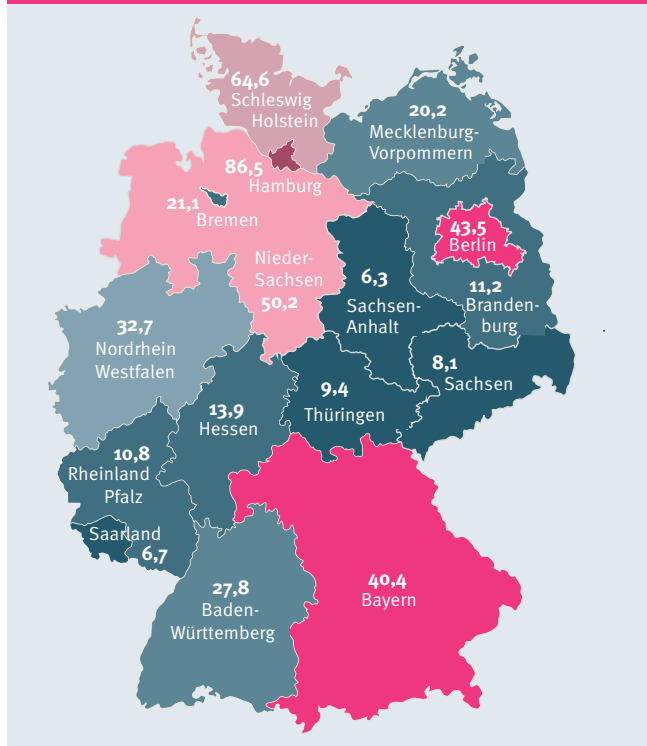 64,6
Schleswig
Holstein
20,2
Mecklenburg-
Vorpommern
86,5
Hamburg
21,1
Bremen
43,5
Berlin
Nieder-
Sachsen
50,2
6,3
Sachsen-
Anhalt
11,2
Branden-
burg
32,7
Nordrhein
Westfalen
8,1
Sachsen
9,4
Thüringen
13,9
Hessen
10,8
Rheinland
Pfalz
Saarland
6,7
27,8
Baden-
Württemberg
40,4
Bayern